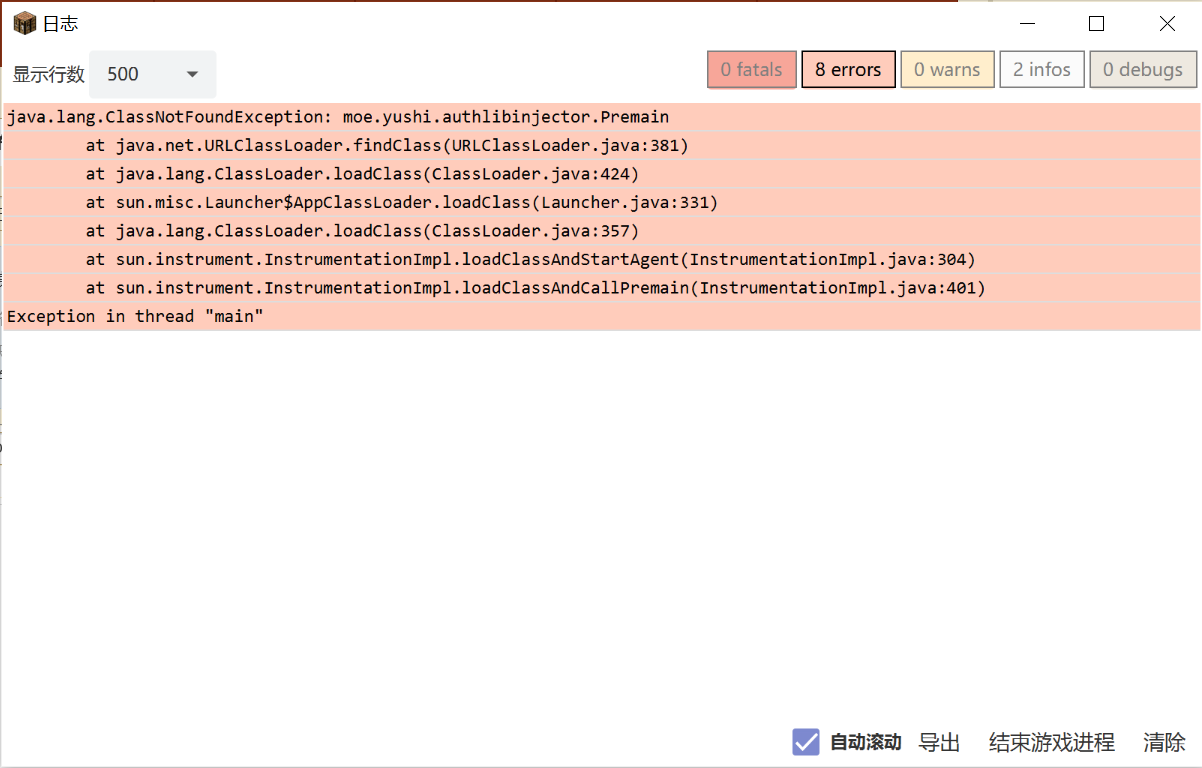 日志
显示行数 500 0 fatals 8 errors 0 warns 2 infos 0 debugs
java.lang.ClassNotFoundException: moe.yushi.authlibinjector.Premain
at java.net.URLClassLoader.findClass(URLClassLoader.java:381)
at java.lang.ClassLoader.loadClass(ClassLoader.java:424)
at sun.misc.Launcher$AppClassLoader.loadClass(Launcher.java:331)
at java.lang.ClassLoader.loadClass(ClassLoader.java:357)
at sun.instrument.InstrumentationImpl.loadClassAndStartAgent(InstrumentationImpl.java:304)
at sun.instrument.InstrumentationImpl.loadClassAndCallPremain(InstrumentationImpl.java:401)
Exception in thread "main"
自动滚动 导出 结束游戏进程 清除